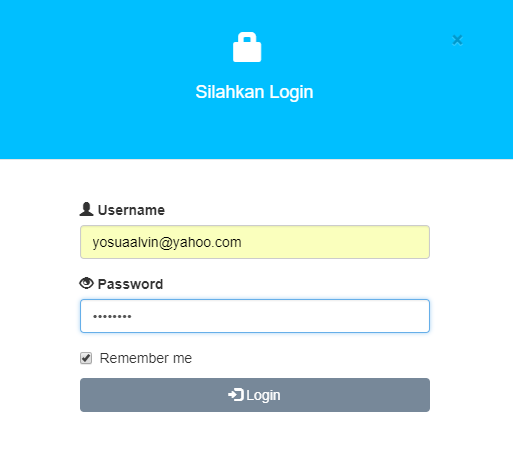 ×
Silahkan Login
Username
yosuaalvin@yahoo.com
Password
••••••••
Remember me
Login